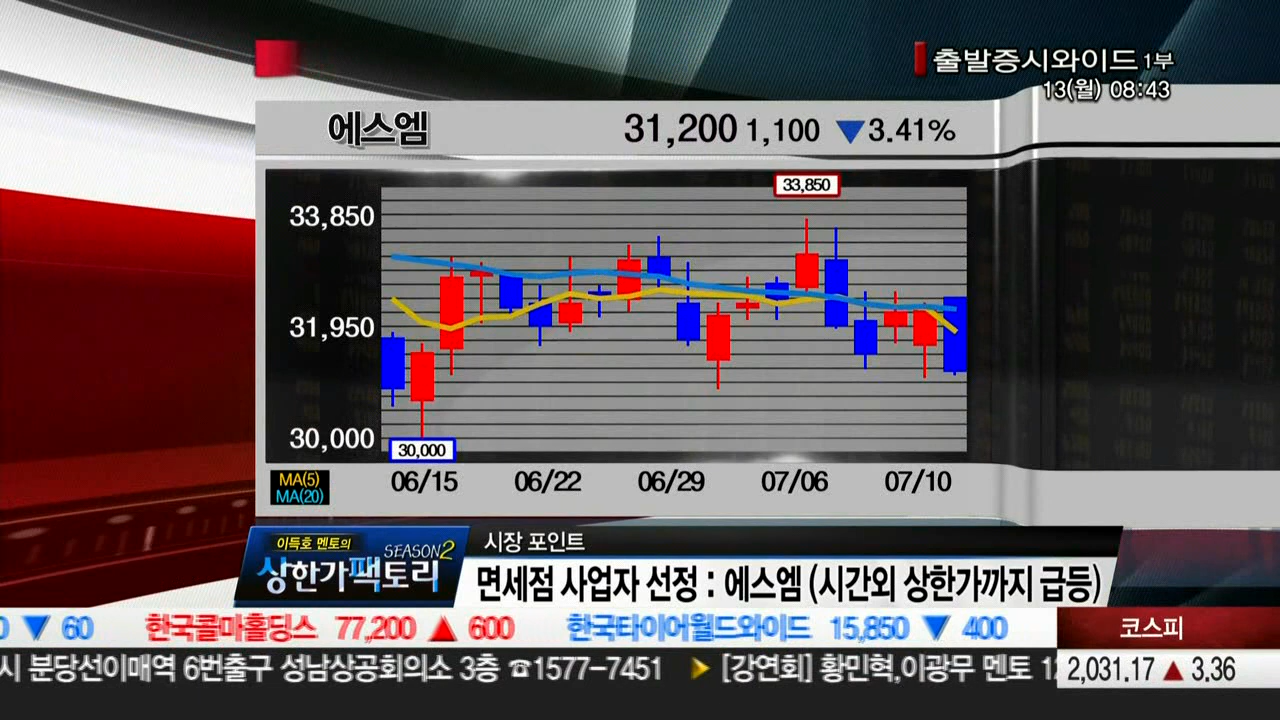 출발증시와이드 1부
13(월) 08:43
에스엠 31,200 1,100 ▼3.41%
33,850
33,850
31,950
30,000
30,000
MA(5)
MA(20)
06/15 06/22 06/29 07/06 07/10
이득호 멘토의
상한가팩토리 SEASON2
시장 포인트
면세점 사업자 선정 : 에스엠 (시간외 상한가까지 급등)
▼ 60 한국콜마홀딩스 77,200 ▲ 600 한국타이어월드와이드 15,850 ▼ 400
코스피
시 분당선이매역 6번출구 성남상공회의소 3층 ☎1577-7451 ▶ [강연회] 황민혁,이광무 멘토
2,031.17 ▲ 3.36